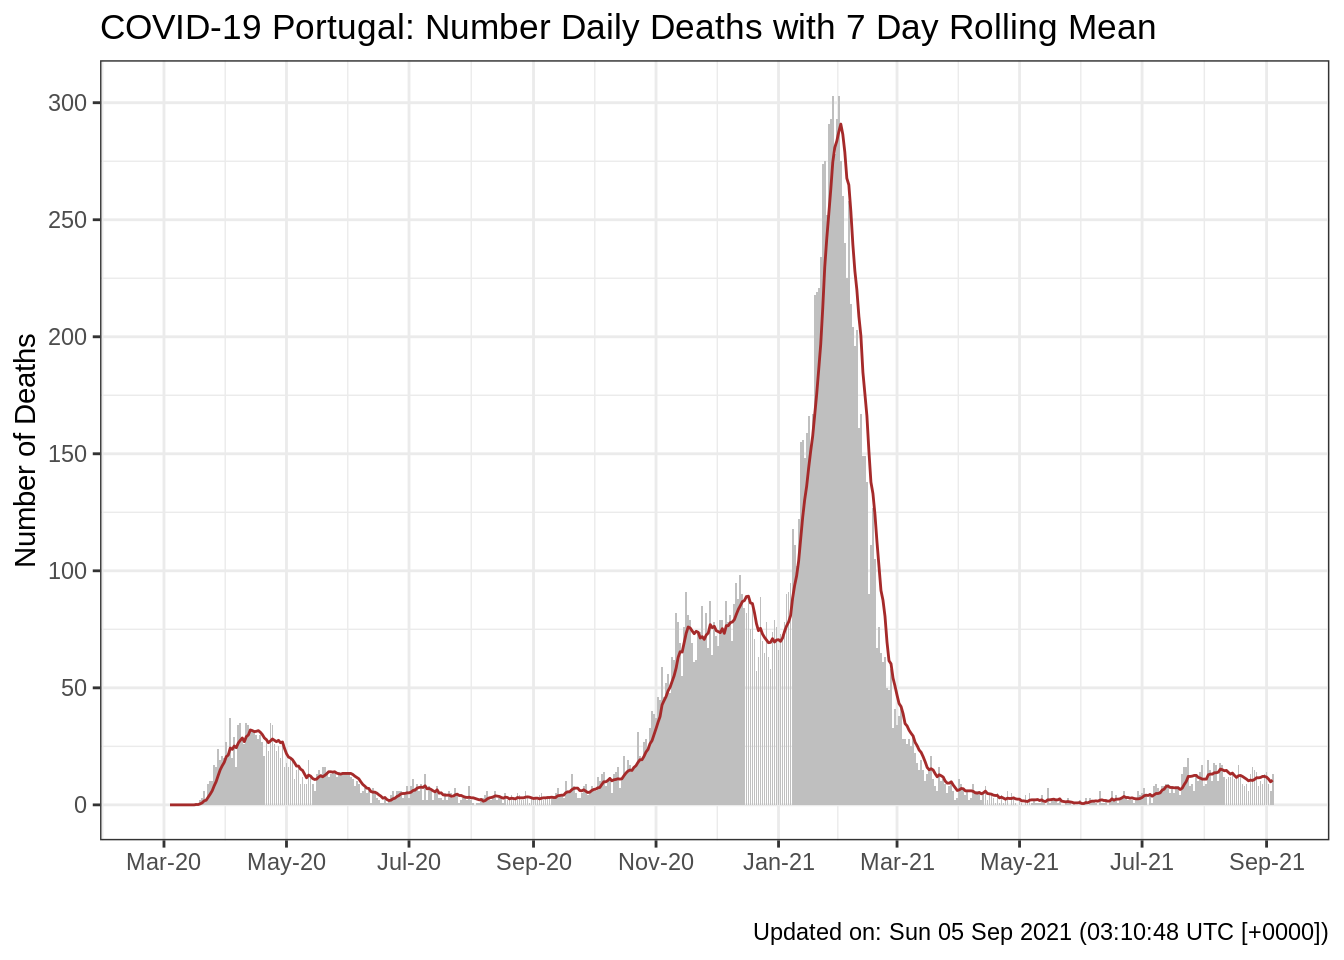 COVID-19 Portugal: Number Daily Deaths with 7 Day Rolling Mean
Number of Deaths
300
250
200
150
100
50
0
Mar-20 May-20 Jul-20 Sep-20 Nov-20 Jan-21 Mar-21 May-21 Jul-21 Sep-21
Updated on: Sun 05 Sep 2021 (03:10:48 UTC [+0000])